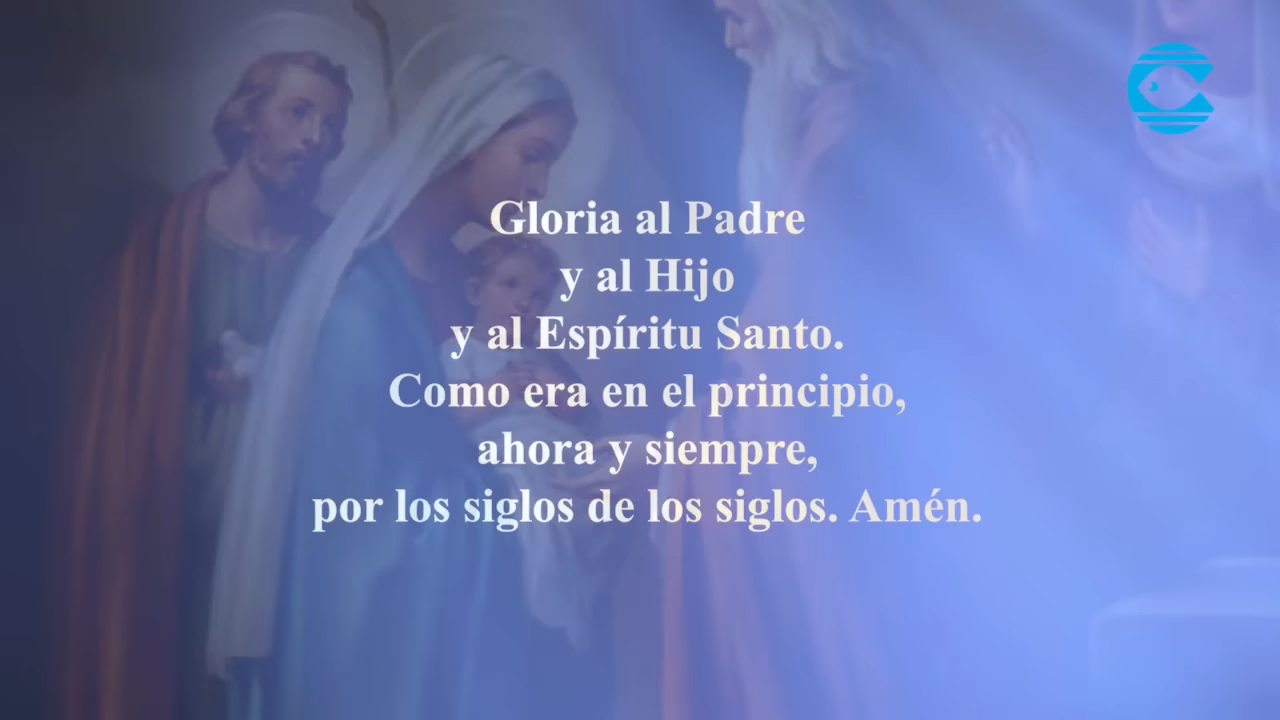 Gloria al Padre
y al Hijo
y al Espíritu Santo.
Como era en el principio,
ahora y siempre,
por los siglos de los siglos. Amén.